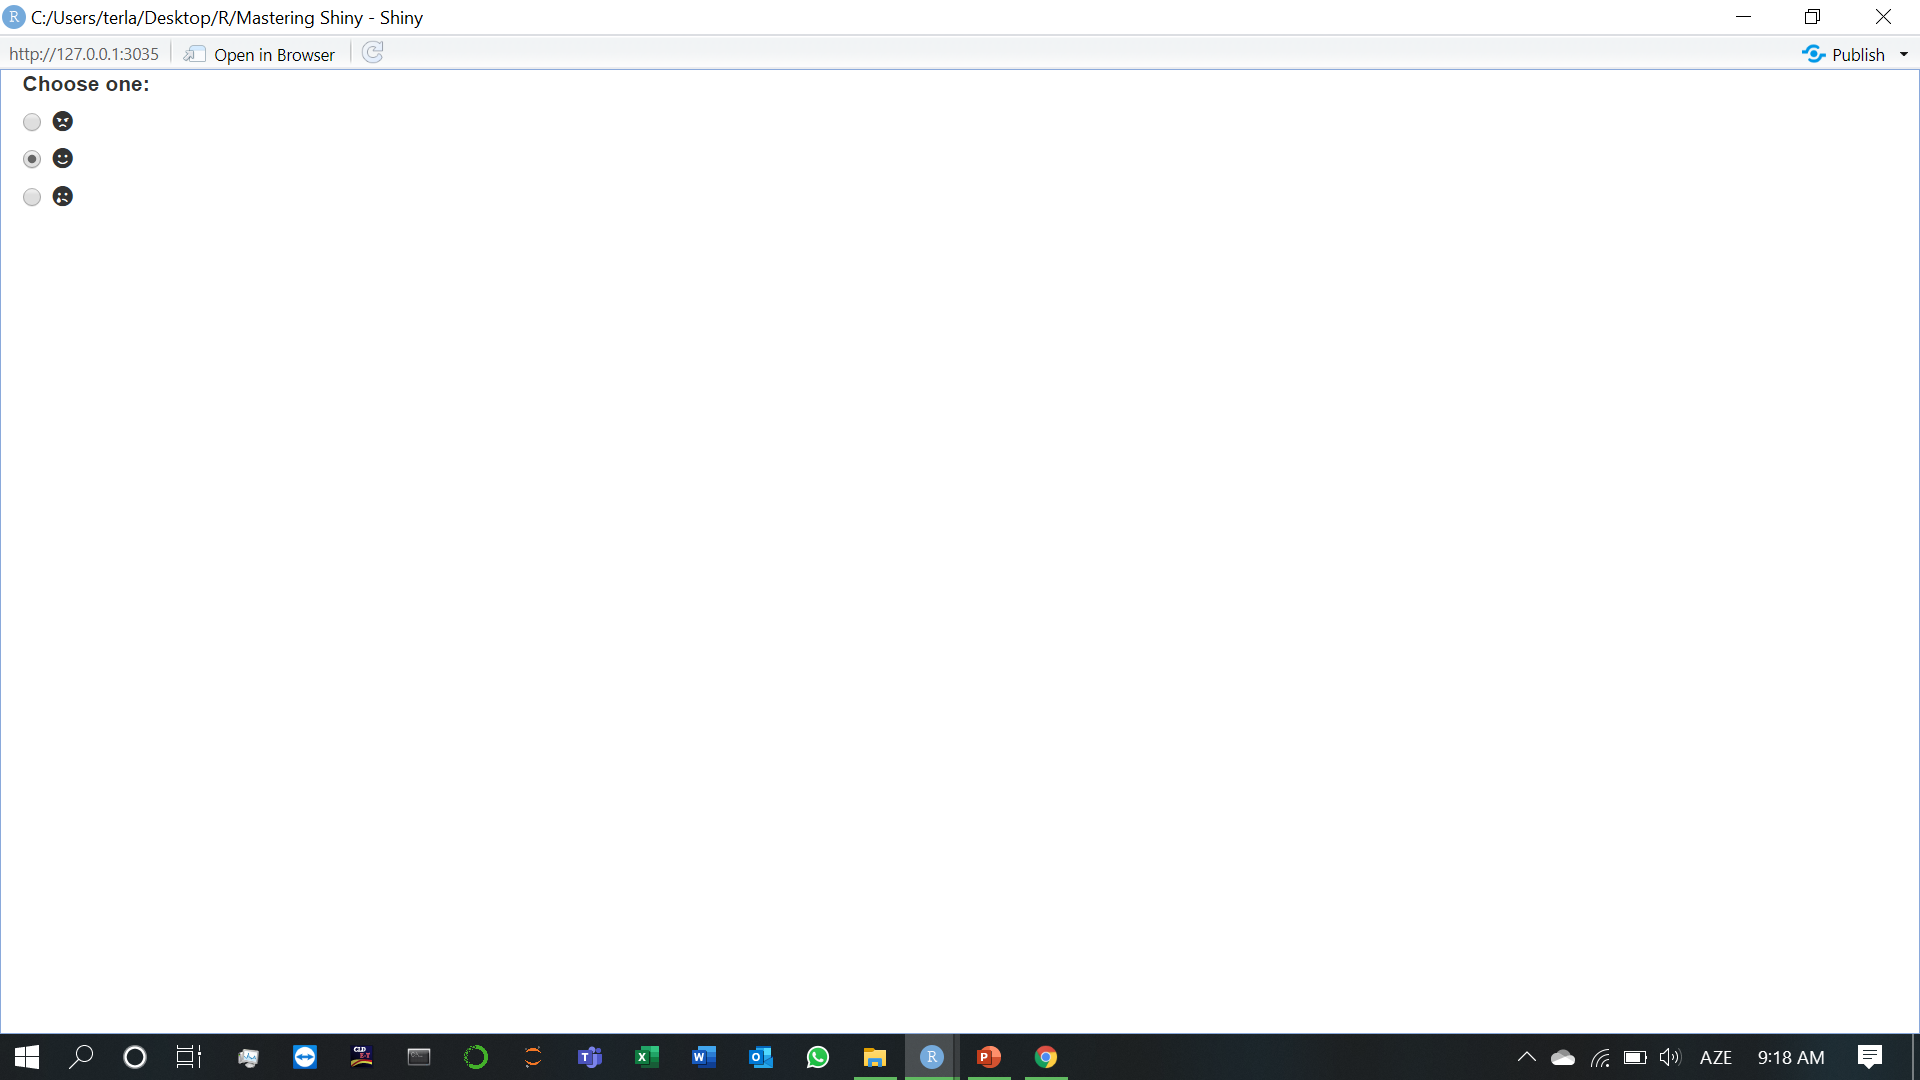 R C:/Users/terla/Desktop/R/Mastering Shiny - Shiny
http://127.0.0.1:3035 Open in Browser Publish
Choose one:
CLP E-T T X W O R P AZE 9:18 AM